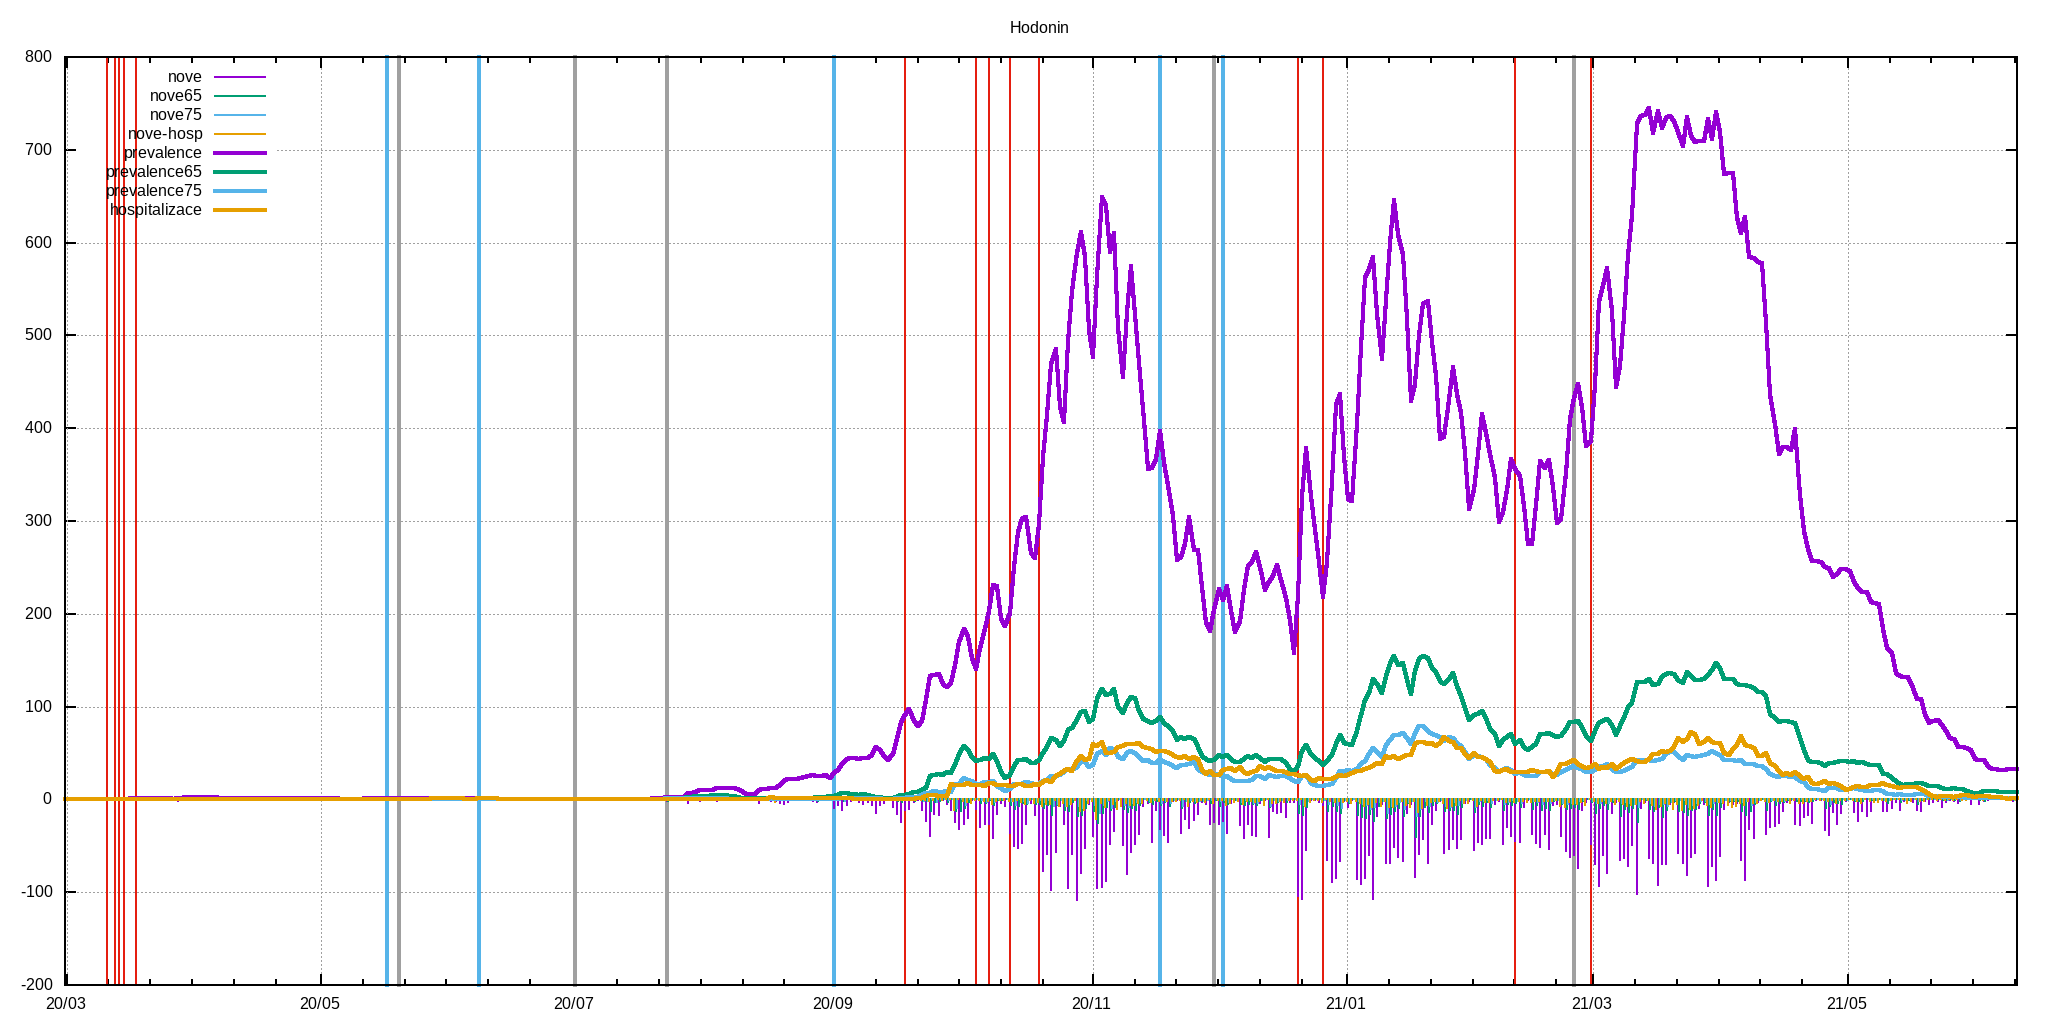 Hodonin
800
700
600
500
400
300
200
100
0
-100
-200
nove
nove65
nove75
nove-hosp
prevalence
prevalence65
prevalence75
hospitalizace
20/03 20/05 20/07 20/09 20/11 21/01 21/03 21/05